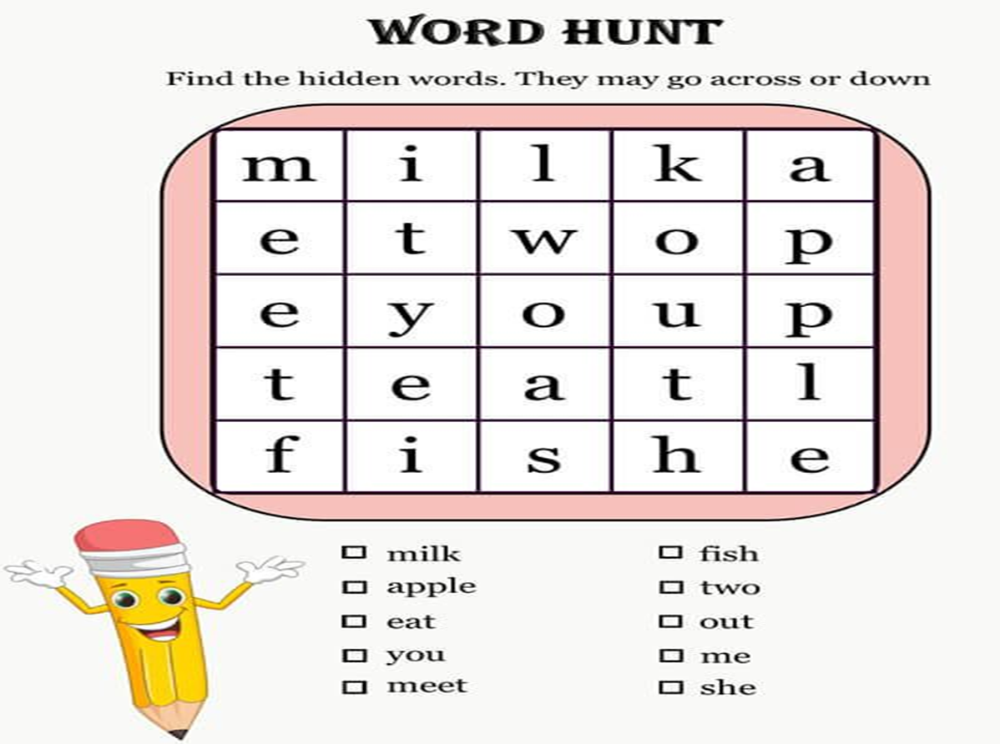 WORD HUNT
Find the hidden words. They may go across or down
m i l k a
e t w o p
e y o u p
t e a t l
f i s h e
milk fish
apple two
eat out
you me
meet she